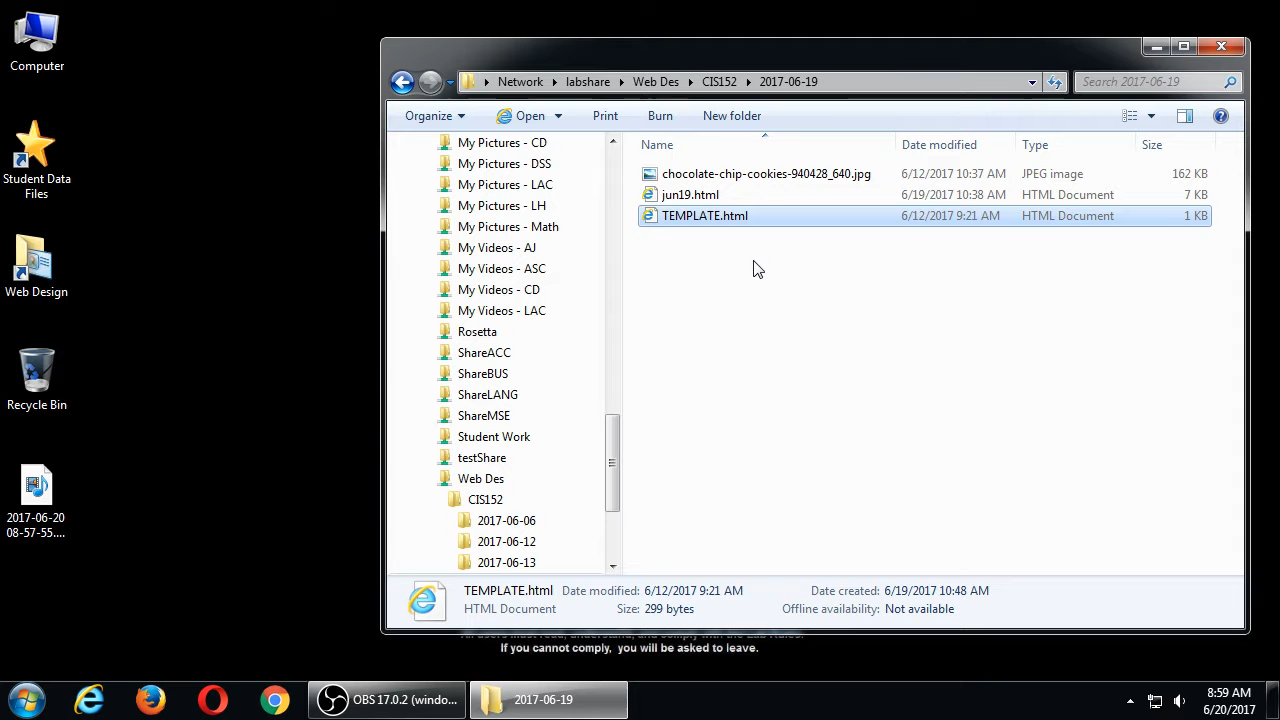 Computer
Student Data
Files
Web Design
Recycle Bin
2017-06-20
08-57-55....
Network
labshare
Web Des
CIS152
2017-06-19
Search 2017-06-19
Organize
Open
Print
Burn
New folder
My Pictures - CD
My Pictures - DSS
My Pictures - LAC
My Pictures - LH
My Pictures - Math
My Videos - AJ
My Videos - ASC
My Videos - CD
My Videos - LAC
Rosetta
ShareACC
ShareBUS
ShareLANG
ShareMSE
Student Work
testShare
Web Des
CIS152
2017-06-06
2017-06-12
2017-06-13
Name Date modified Type Size
chocolate-chip-cookies-940428_640.jpg 6/12/2017 10:37 AM JPEG image 162 KB
jun19.html 6/19/2017 10:38 AM HTML Document 7 KB
TEMPLATE.html 6/12/2017 9:21 AM HTML Document 1 KB
TEMPLATE.html Date modified: 6/12/2017 9:21 AM Date created: 6/19/2017 10:48 AM
HTML Document Size: 299 bytes Offline availability: Not available
All users must read, understand, and comply with the Lab Rules.
If you cannot comply, you will be asked to leave.
OBS 17.0.2 (windo...
2017-06-19
8:59 AM
6/20/2017